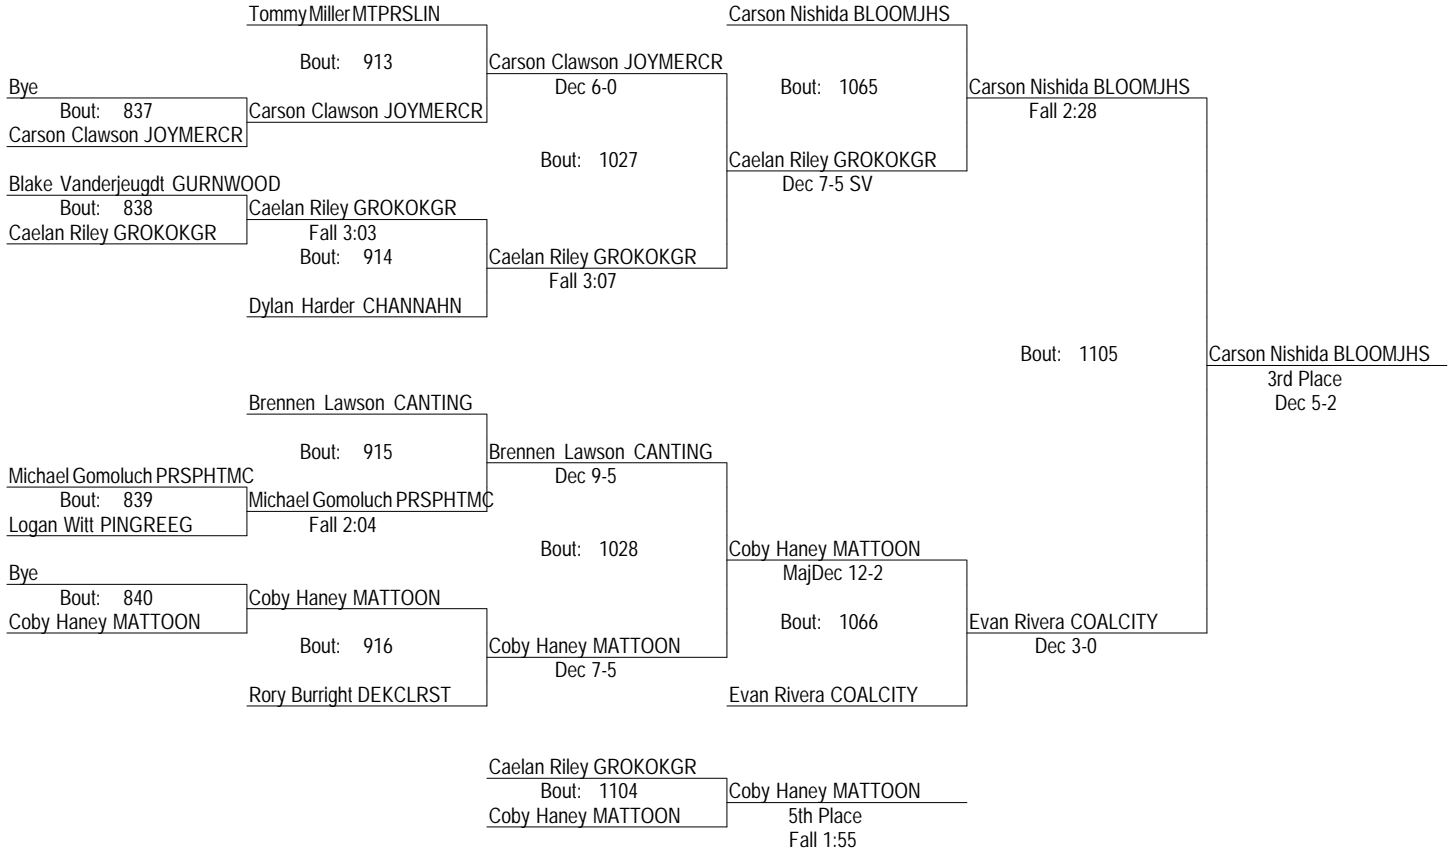 Tommy Miller MTPRSLIN
Carson Nishida BLOOMJHS
Bout: 913
Carson Clawson JOYMERCR
Dec 6-0
Bout: 1065
Carson Nishida BLOOMJHS
Fall 2:28
Bye
Bout: 837
Carson Clawson JOYMERCR
Carson Clawson JOYMERCR
Bout: 1027
Caelan Riley GROKOKGR
Dec 7-5 SV
Blake Vanderjeugdt GURNWOOD
Bout: 838
Caelan Riley GROKOKGR
Caelan Riley GROKOKGR
Fall 3:03
Bout: 914
Caelan Riley GROKOKGR
Fall 3:07
Dylan Harder CHANNAHN
Bout: 1105
Carson Nishida BLOOMJHS
3rd Place
Dec 5-2
Brennen Lawson CANTING
Bout: 915
Brennen Lawson CANTING
Dec 9-5
Michael Gomoluch PRSPHTMC
Bout: 839
Logan Witt PINGREEG
Michael Gomoluch PRSPHTMC
Fall 2:04
Bout: 1028
Coby Haney MATTOON
MajDec 12-2
Bye
Bout: 840
Coby Haney MATTOON
Coby Haney MATTOON
Bout: 916
Coby Haney MATTOON
Dec 7-5
Bout: 1066
Evan Rivera COALCITY
Dec 3-0
Rory Burright DEKCLRST
Evan Rivera COALCITY
Caelan Riley GROKOKGR
Bout: 1104
Coby Haney MATTOON
Coby Haney MATTOON
5th Place
Fall 1:55